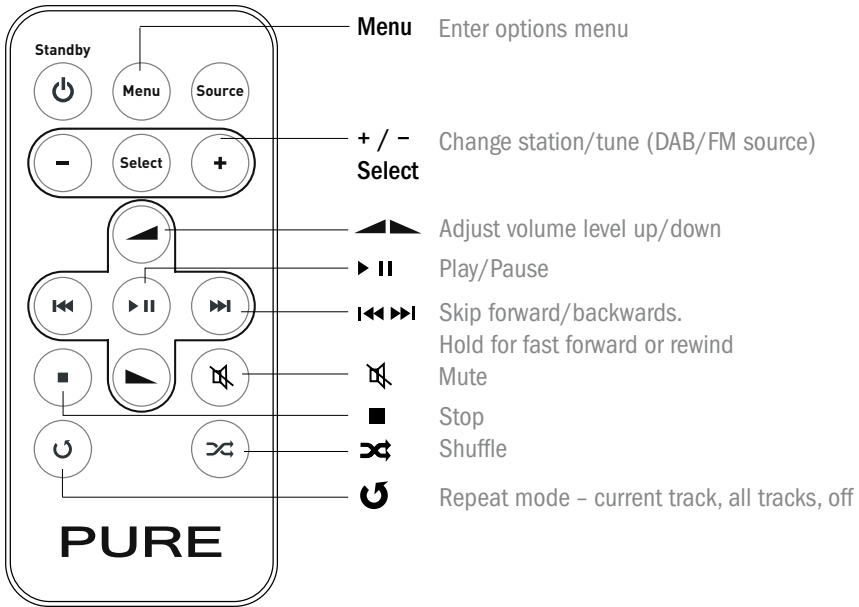 Standby
Menu
Source
Menu Enter options menu
– Select +
+ / – Change station/tune (DAB/FM source)
Select
Adjust volume level up/down
Play/Pause
Skip forward/backwards.
Hold for fast forward or rewind
Mute
Stop
Shuffle
Repeat mode – current track, all tracks, off
PURE